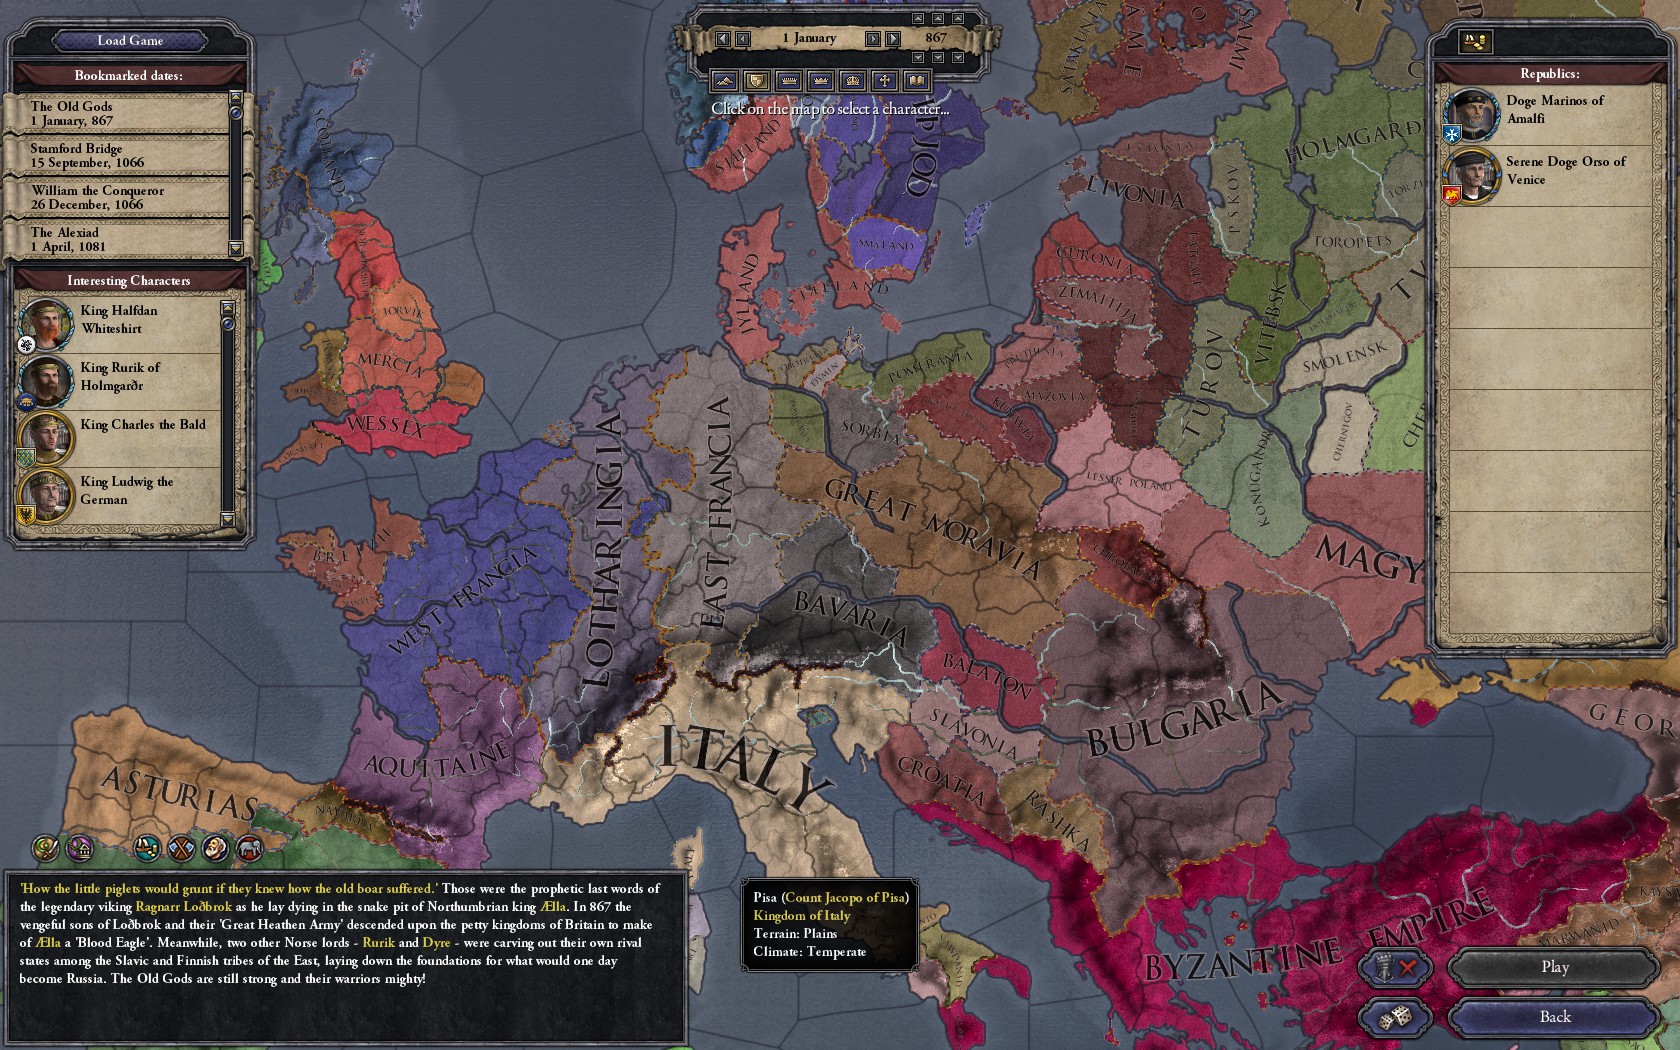 Load Game
Bookmarked dates:
The Old Gods
1 January, 867
Stamford Bridge
15 September, 1066
William the Conqueror
26 December, 1066
The Alexiad
1 April, 1081
Interesting Characters
King Halfdan
Whiteshirt
King Rurik of
Holmgarðr
King Charles the Bald
King Ludwig the
German
1 January
867
Click on the map to select a character...
Republics:
Doge Marinos of
Amalfi
Serene Doge Orso of
Venice
SCOTLAND
JORVIK
MERCIA
WESSEX
SJÆLLAND
SMÅLAND
JYLLAND
SJÆLLAND
SATAKUNTA
ESTONIA
LIVONIA
PSKOV
HOLMGARÐ
TOROPETS
CURONIA
ZEMAITIJA
VITEBSK
SMOLENSK
POMERANIA
MAZOVIA
TUROV
CHERNIGOV
SORBIA
LESSER POLAND
KONUGARÐR
GREAT MORAVIA
MAGY
LOTHARINGIA
EAST FRANCIA
WEST FRANCIA
BAVARIA
BALATON
BULGARIA
SLAVONIA
CROATIA
RASHKA
ITALY
AQUITAINE
ASTURIAS
NAVARRA
GEOR
BYZANTINE EMPIRE
'How the little piglets would grunt if they knew how the old boar suffered.' Those were the prophetic last words of
the legendary viking Ragnarr Loðbrok as he lay dying in the snake pit of Northumbrian king Ælla. In 867 the
vengeful sons of Loðbrok and their 'Great Heathen Army' descended upon the petty kingdoms of Britain to make
of Ælla a 'Blood Eagle'. Meanwhile, two other Norse lords - Rurik and Dyre - were carving out their own rival
states among the Slavic and Finnish tribes of the East, laying down the foundations for what would one day
become Russia. The Old Gods are still strong and their warriors mighty!
Pisa (Count Jacopo of Pisa)
Kingdom of Italy
Terrain: Plains
Climate: Temperate
Play
Back